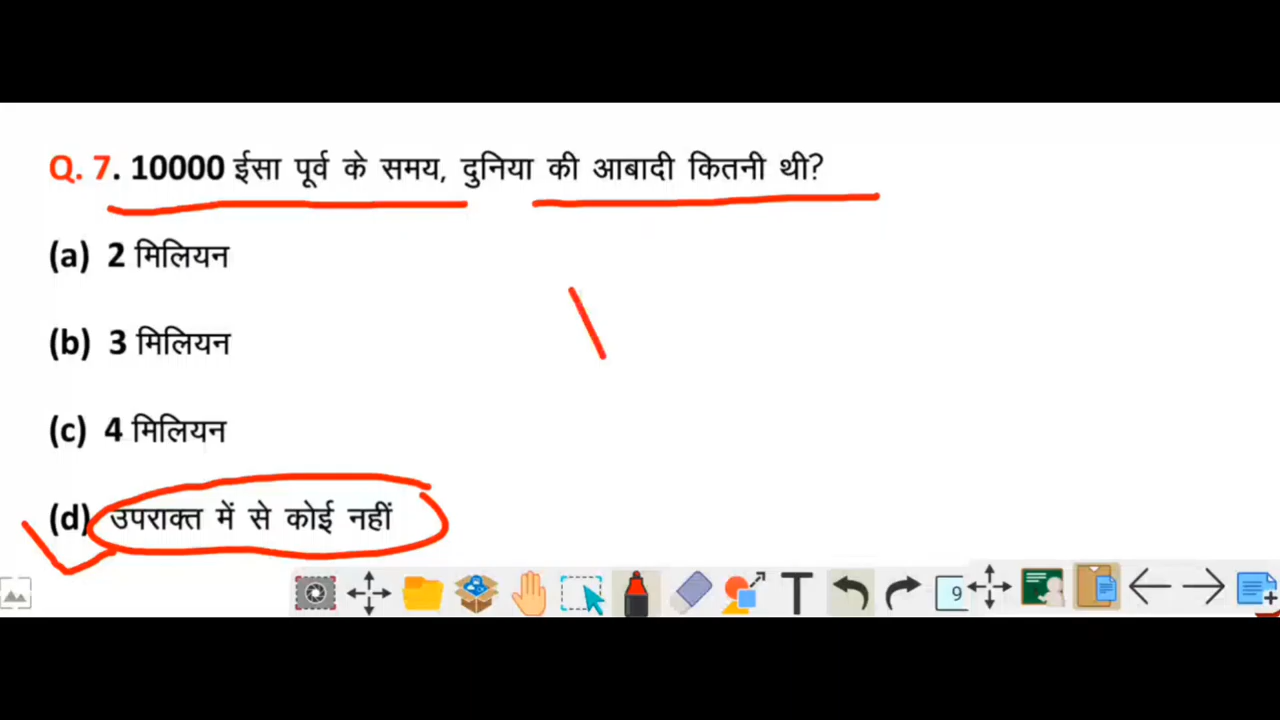 Q. 7. 10000 ईसा पूर्व के समय, दुनिया की आबादी कितनी थी?
(a) 2 मिलियन
(b) 3 मिलियन
(c) 4 मिलियन
(d) उपराक्त में से कोई नहीं
T 9